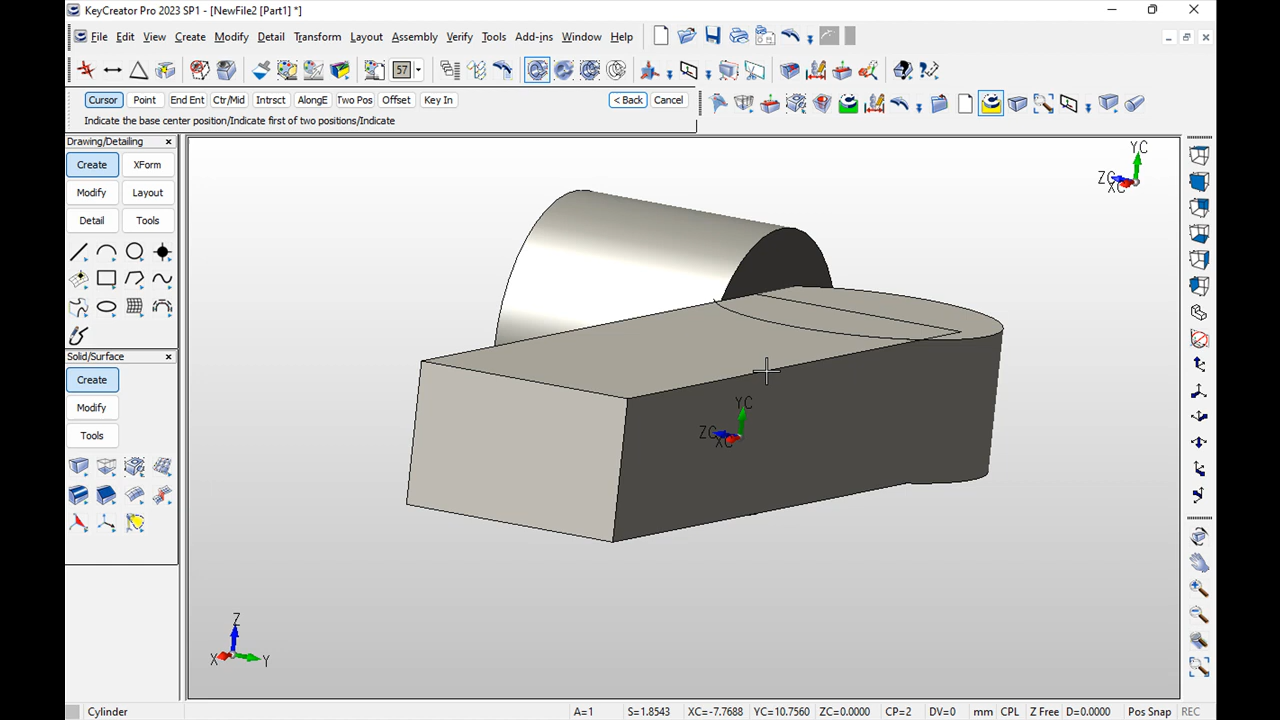 KeyCreator Pro 2023 SP1 - [NewFile2 [Part1] *]
File Edit View Create Modify Detail Transform Layout Assembly Verify Tools Add-ins Window Help
57
Cursor Point End Ent Ctr/Mid Intrsct AlongE Two Pos Offset Key In < Back Cancel
Indicate the base center position/Indicate first of two positions/Indicate
Drawing/Detailing
Create XForm
Modify Layout
Detail Tools
Solid/Surface
Create
Modify
Tools
YC
ZC
XC
YC
ZC
XC
Z
X Y
Cylinder A=1 S=1.8543 XC=-7.7688 YC=10.7560 ZC=0.0000 CP=2 DV=0 mm CPL Z Free D=0.0000 Pos Snap REC